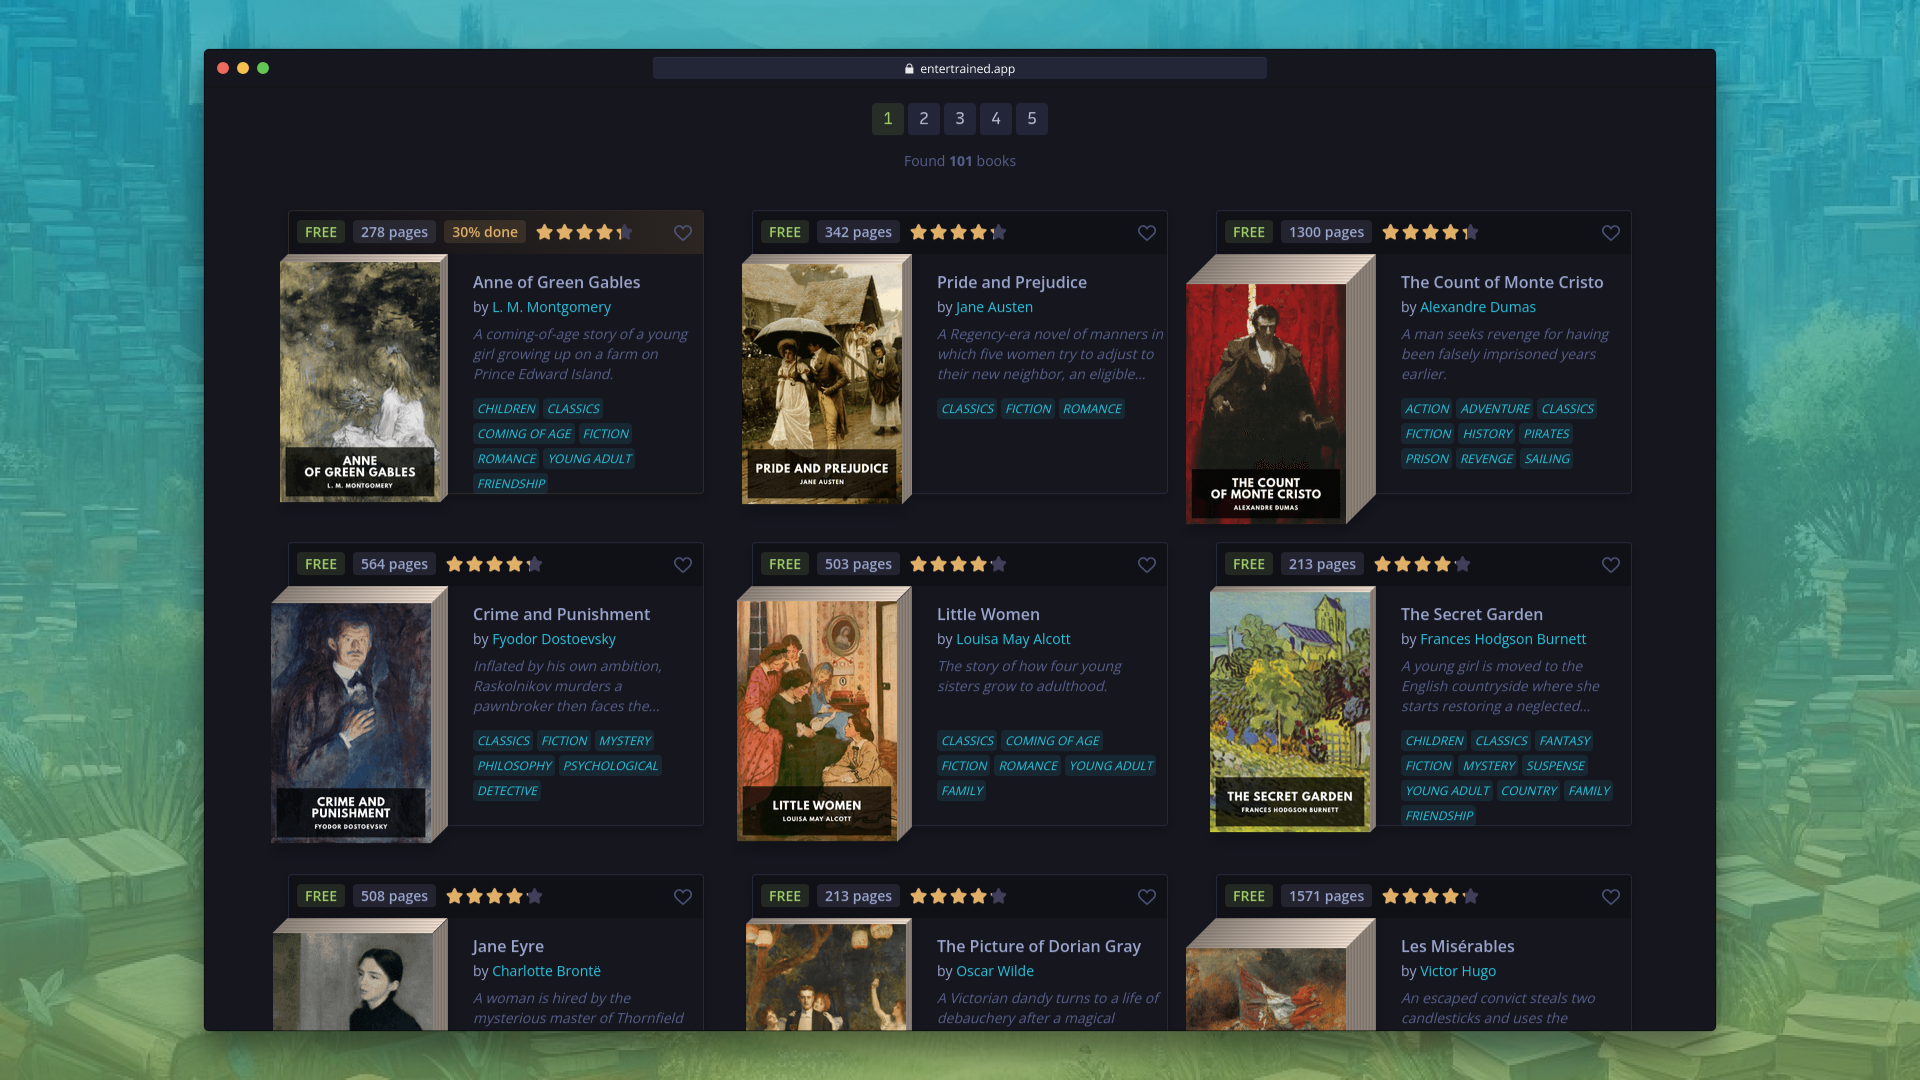 entertrained.app
1 2 3 4 5
Found 101 books
FREE 278 pages 30% done
Anne of Green Gables
by L. M. Montgomery
A coming-of-age story of a young
girl growing up on a farm on
Prince Edward Island.
CHILDREN CLASSICS
COMING OF AGE FICTION
ROMANCE YOUNG ADULT
FRIENDSHIP
ANNE
OF GREEN GABLES
L. M. MONTGOMERY
FREE 342 pages
Pride and Prejudice
by Jane Austen
A Regency-era novel of manners in
which five women try to adjust to
their new neighbor, an eligible...
CLASSICS FICTION ROMANCE
PRIDE AND PREJUDICE
JANE AUSTEN
FREE 1300 pages
The Count of Monte Cristo
by Alexandre Dumas
A man seeks revenge for having
been falsely imprisoned years
earlier.
ACTION ADVENTURE CLASSICS
FICTION HISTORY PIRATES
PRISON REVENGE SAILING
THE COUNT
OF MONTE CRISTO
ALEXANDRE DUMAS
FREE 564 pages
Crime and Punishment
by Fyodor Dostoevsky
Inflated by his own ambition,
Raskolnikov murders a
pawnbroker then faces the...
CLASSICS FICTION MYSTERY
PHILOSOPHY PSYCHOLOGICAL
DETECTIVE
CRIME AND
PUNISHMENT
FYODOR DOSTOEVSKY
FREE 503 pages
Little Women
by Louisa May Alcott
The story of how four young
sisters grow to adulthood.
CLASSICS COMING OF AGE
FICTION ROMANCE YOUNG ADULT
FAMILY
LITTLE WOMEN
LOUISA MAY ALCOTT
FREE 213 pages
The Secret Garden
by Frances Hodgson Burnett
A young girl is moved to the
English countryside where she
starts restoring a neglected...
CHILDREN CLASSICS FANTASY
FICTION MYSTERY SUSPENSE
YOUNG ADULT COUNTRY FAMILY
FRIENDSHIP
THE SECRET GARDEN
FRANCES HODGSON BURNETT
FREE 508 pages
Jane Eyre
by Charlotte Brontë
A woman is hired by the
mysterious master of Thornfield
FREE 213 pages
The Picture of Dorian Gray
by Oscar Wilde
A Victorian dandy turns to a life of
debauchery after a magical
FREE 1571 pages
Les Misérables
by Victor Hugo
An escaped convict steals two
candlesticks and uses the